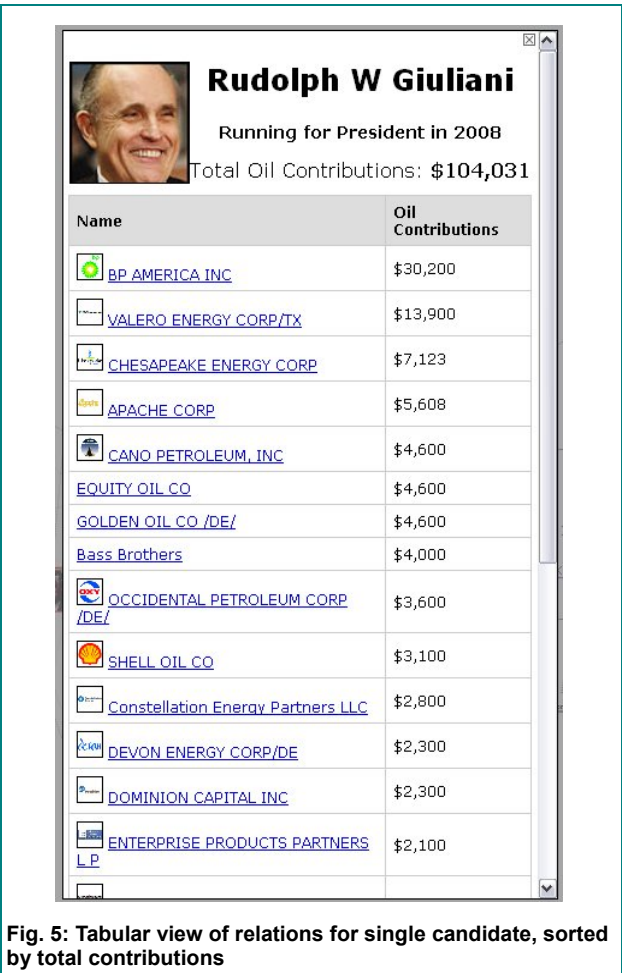 Rudolph W Giuliani
Running for President in 2008
Total Oil Contributions: $104,031
Name Oil Contributions
BP AMERICA INC $30,200
VALERO ENERGY CORP/TX $13,900
CHESAPEAKE ENERGY CORP $7,123
APACHE CORP $5,608
CANO PETROLEUM, INC $4,600
EQUITY OIL CO $4,600
GOLDEN OIL CO /DE/ $4,600
Bass Brothers $4,000
OXY OCCIDENTAL PETROLEUM CORP
/DE/ $3,600
SHELL OIL CO $3,100
Constellation Energy Partners LLC $2,800
DEVON ENERGY CORP/DE $2,300
DOMINION CAPITAL INC $2,300
ENTERPRISE PRODUCTS PARTNERS
L P $2,100
Fig. 5: Tabular view of relations for single candidate, sorted
by total contributions